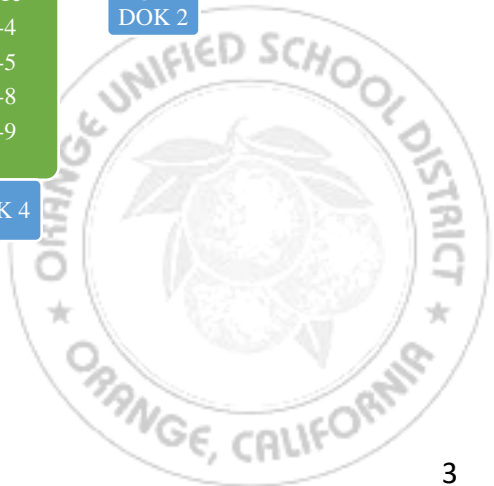 -4
-5
-8
-9
DOK 2
K 4
ORANGE UNIFIED SCHOOL DISTRICT
★ ORANGE, CALIFORNIA ★
3